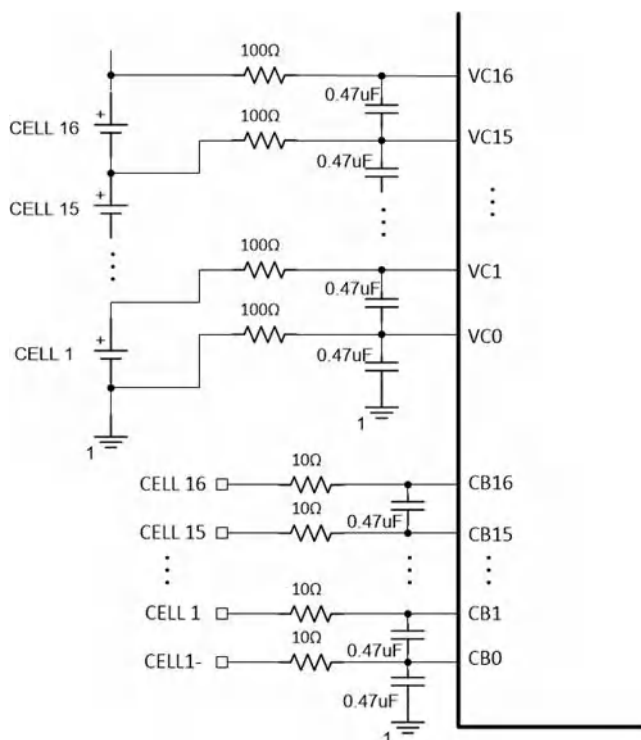 100Ω
VC16
+
0.47uF
CELL 16
100Ω
VC15
+
0.47uF
CELL 15
100Ω
VC1
0.47uF
100Ω
+
VC0
CELL 1
0.47uF
1
1
10Ω
CELL 16
CB16
10Ω
0.47uF
CELL 15
CB15
10Ω
CELL 1
CB1
10Ω
0.47uF
CELL1-
CB0
0.47uF
1